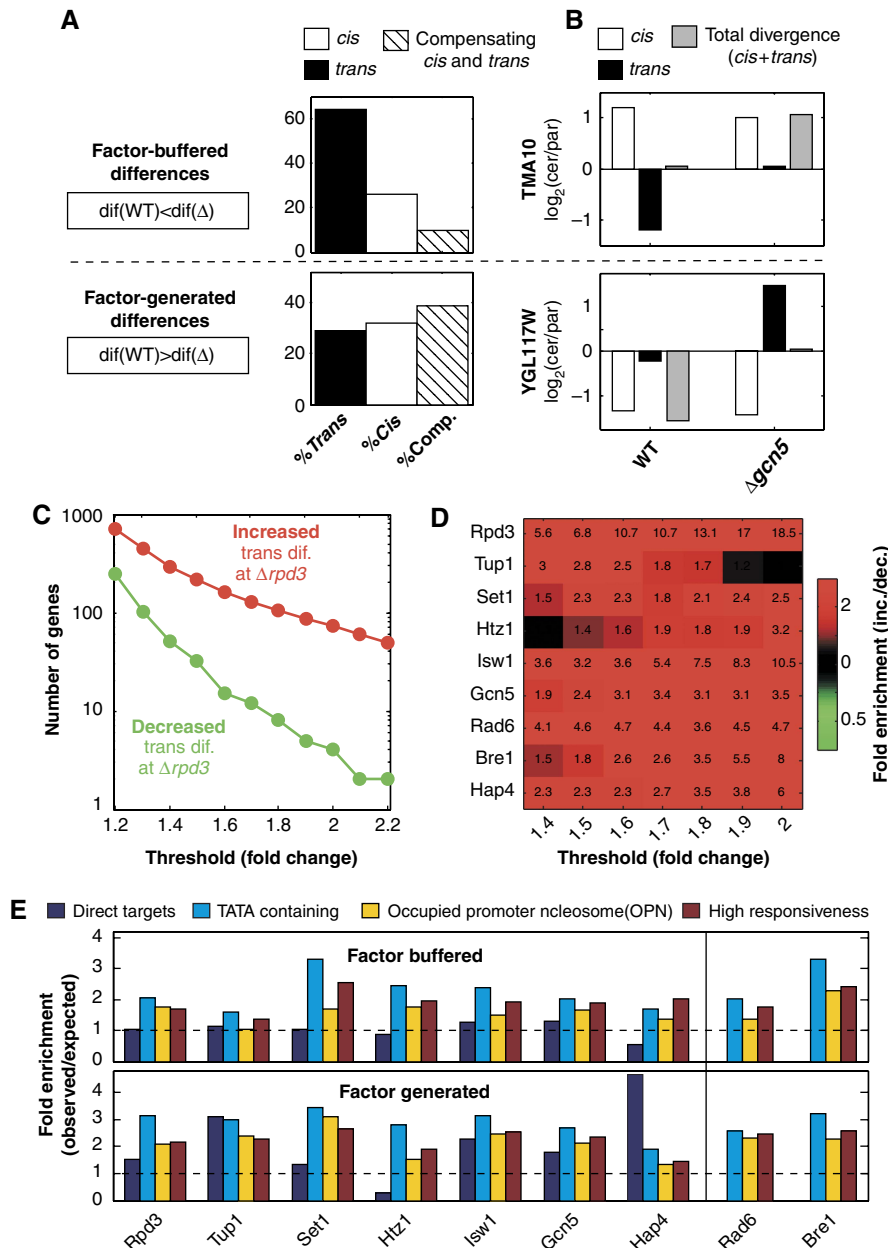 A
cis
Compensating
cis and trans
trans
Factor-buffered
differences
dif(WT)<dif(Δ)
60
40
20
0
Factor-generated
differences
dif(WT)>dif(Δ)
40
20
0
%Trans
%Cis
%Comp.
B
cis
Total divergence
(cis+trans)
trans
TMA10
log2(cer/par)
1
0
−1
YGL117W
log2(cer/par)
1
0
−1
WT
Δgcn5
C
Number of genes
1000
100
10
1
Increased
trans dif.
at Δrpd3
Decreased
trans dif.
at Δrpd3
1.2 1.4 1.6 1.8 2 2.2
Threshold (fold change)
D
Rpd3 5.6 6.8 10.7 10.7 13.1 17 18.5
Tup1 3 2.8 2.5 1.8 1.7 1.2
Set1 1.5 2.3 2.3 1.8 2.1 2.4 2.5
Htz1 1.4 1.6 1.9 1.8 1.9 3.2
Isw1 3.6 3.2 3.6 5.4 7.5 8.3 10.5
Gcn5 1.9 2.4 3.1 3.4 3.1 3.1 3.5
Rad6 4.1 4.6 4.7 4.4 3.6 4.5 4.7
Bre1 1.5 1.8 2.6 2.6 3.5 5.5 8
Hap4 2.3 2.3 2.3 2.7 3.5 3.8 6
1.4 1.5 1.6 1.7 1.8 1.9 2
Threshold (fold change)
2
0
0.5
Fold enrichment (inc./dec.)
E
Direct targets
TATA containing
Occupied promoter ncleosome(OPN)
High responsiveness
Fold enrichment
(observed/expected)
4
3
2
1
0
Factor buffered
4
3
2
1
0
Factor generated
Rpd3 Tup1 Set1 Htz1 Isw1 Gcn5 Hap4 Rad6 Bre1